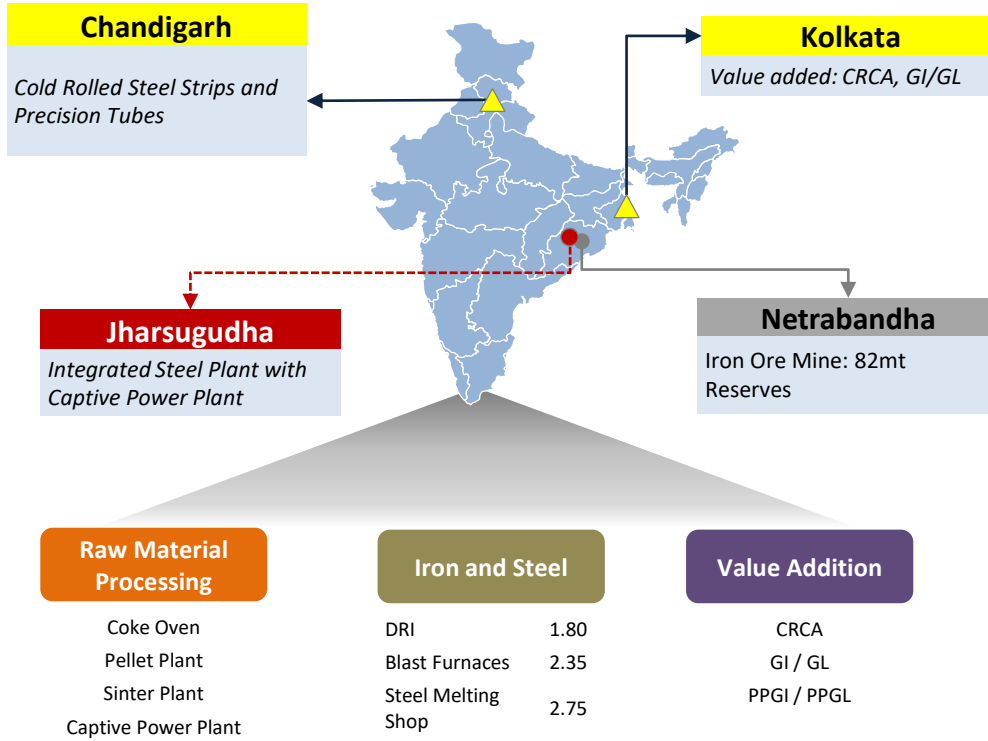 Chandigarh
Cold Rolled Steel Strips and
Precision Tubes
Kolkata
Value added: CRCA, GI/GL
Jharsugudha
Integrated Steel Plant with
Captive Power Plant
Netrabandha
Iron Ore Mine: 82mt
Reserves
Raw Material
Processing
Coke Oven
Pellet Plant
Sinter Plant
Captive Power Plant
Iron and Steel
DRI 1.80
Blast Furnaces 2.35
Steel Melting
Shop 2.75
Value Addition
CRCA
GI / GL
PPGI / PPGL